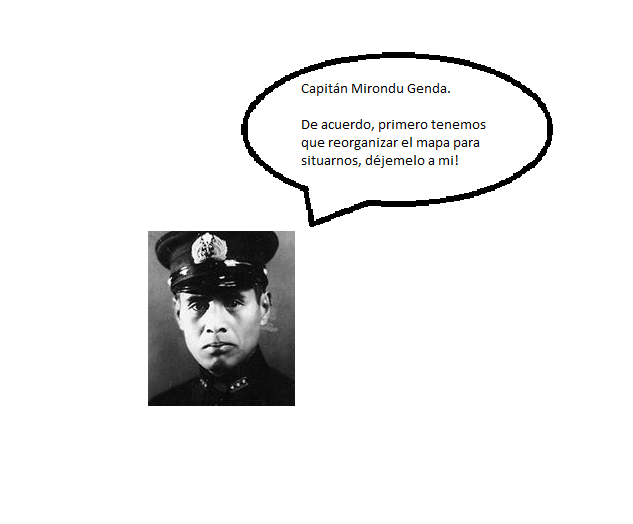 Capitán Mirondu Genda.
De acuerdo, primero tenemos
que reorganizar el mapa para
situarnos, déjemelo a mi!